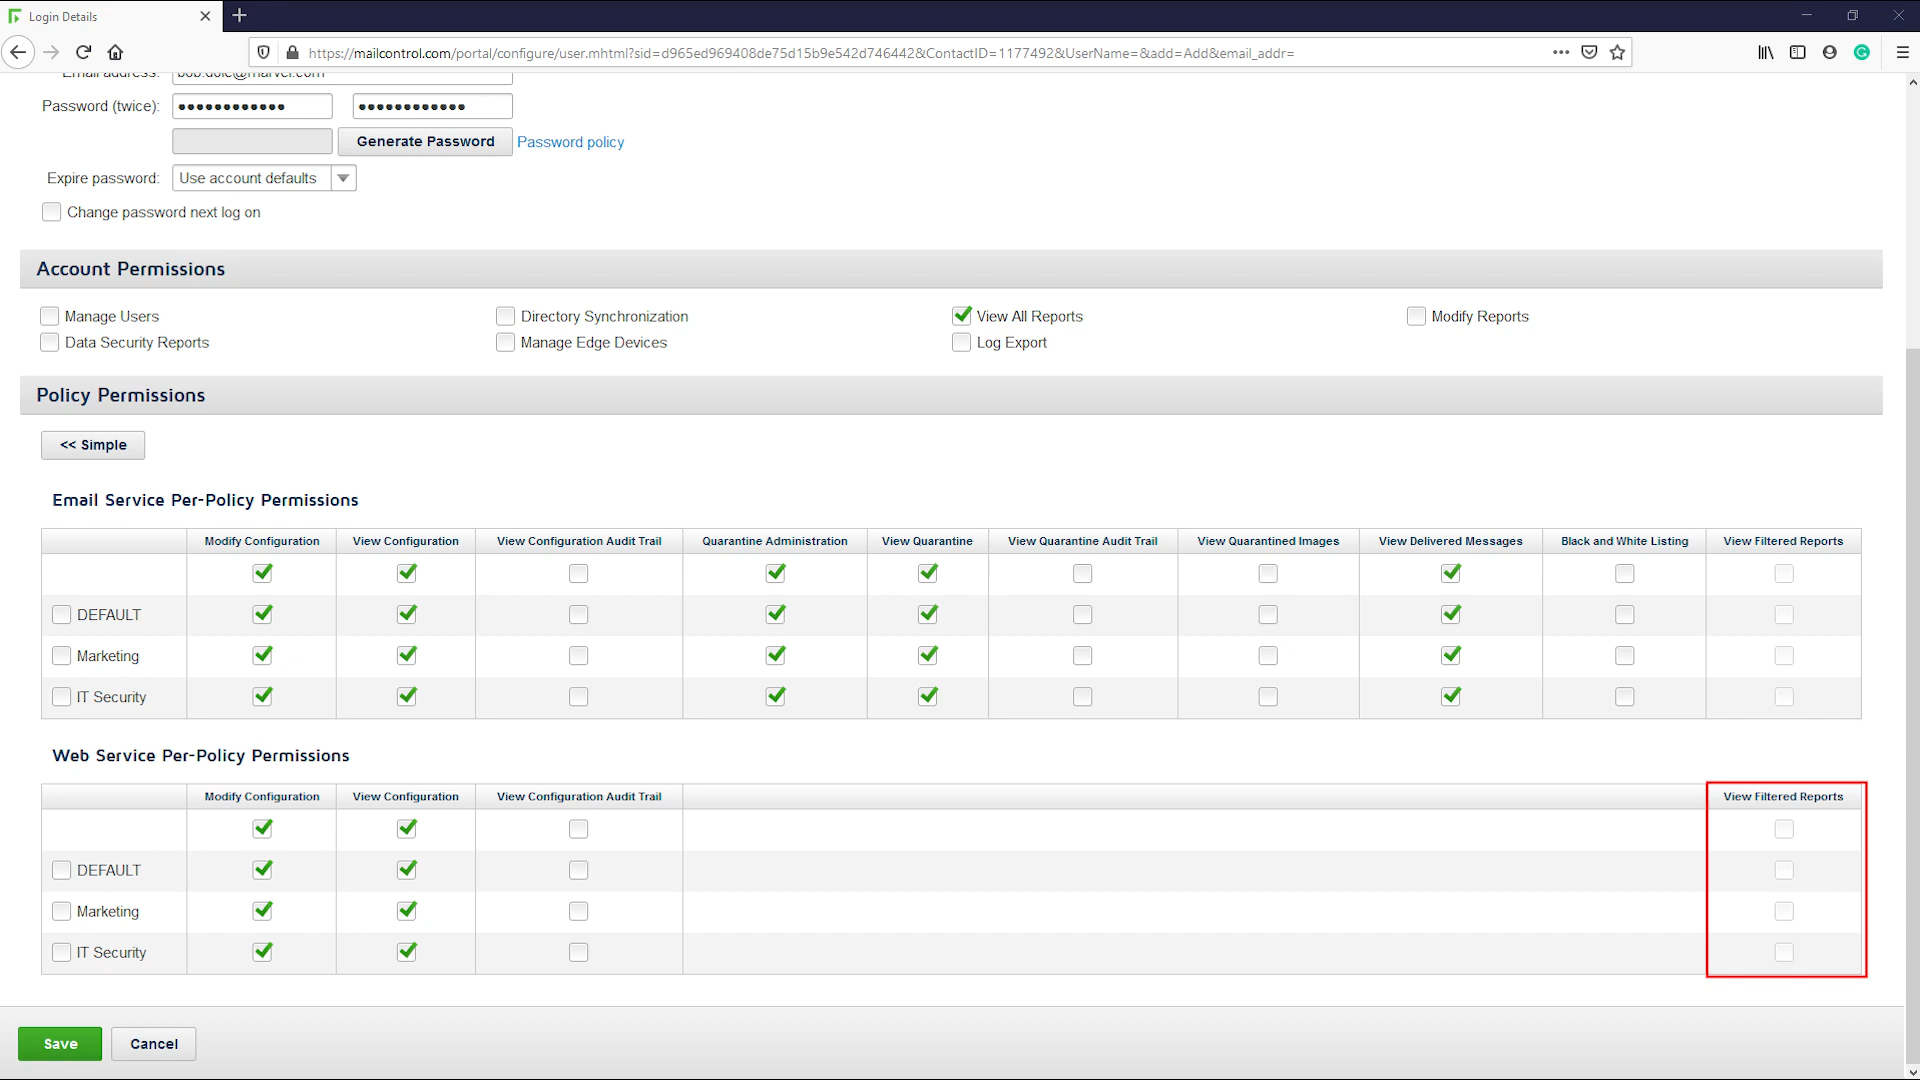 Login Details
https://mailcontrol.com/portal/configure/user.mhtml?sid=d965ed969408de75d15b9e542d746442&ContactID=1177492&UserName=&add=Add&email_addr=
Email address:
Password (twice): •••••••••••• ••••••••••••
Generate Password Password policy
Expire password: Use account defaults
Change password next log on
Account Permissions
Manage Users Directory Synchronization View All Reports Modify Reports
Data Security Reports Manage Edge Devices Log Export
Policy Permissions
<< Simple
Email Service Per-Policy Permissions
Modify Configuration View Configuration View Configuration Audit Trail Quarantine Administration View Quarantine View Quarantine Audit Trail View Quarantined Images View Delivered Messages Black and White Listing View Filtered Reports
DEFAULT
Marketing
IT Security
Web Service Per-Policy Permissions
Modify Configuration View Configuration View Configuration Audit Trail View Filtered Reports
DEFAULT
Marketing
IT Security
Save Cancel